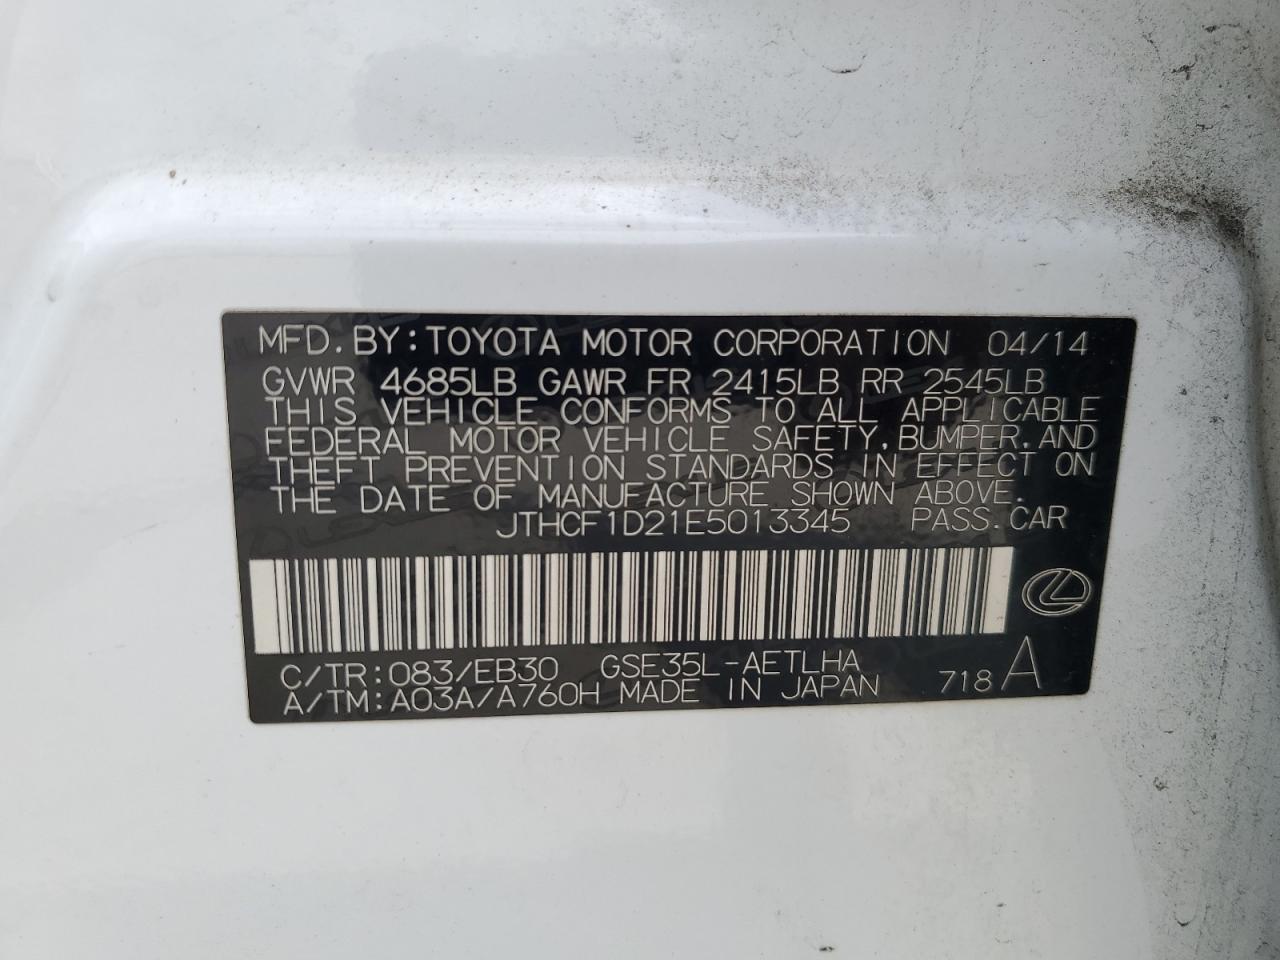 MFD. BY: TOYOTA MOTOR CORPORATION 04/14
GVWR 4685LB GAWR FR 2415LB RR 2545LB
THIS VEHICLE CONFORMS TO ALL APPLICABLE
FEDERAL MOTOR VEHICLE SAFETY, BUMPER, AND
THEFT PREVENTION STANDARDS IN EFFECT ON
THE DATE OF MANUFACTURE SHOWN ABOVE.
JTHCF1D21E5013345 PASS. CAR
C/TR: 083/EB30 GSE35L-AETLHA
A/TM: A03A/A760H MADE IN JAPAN 718 A